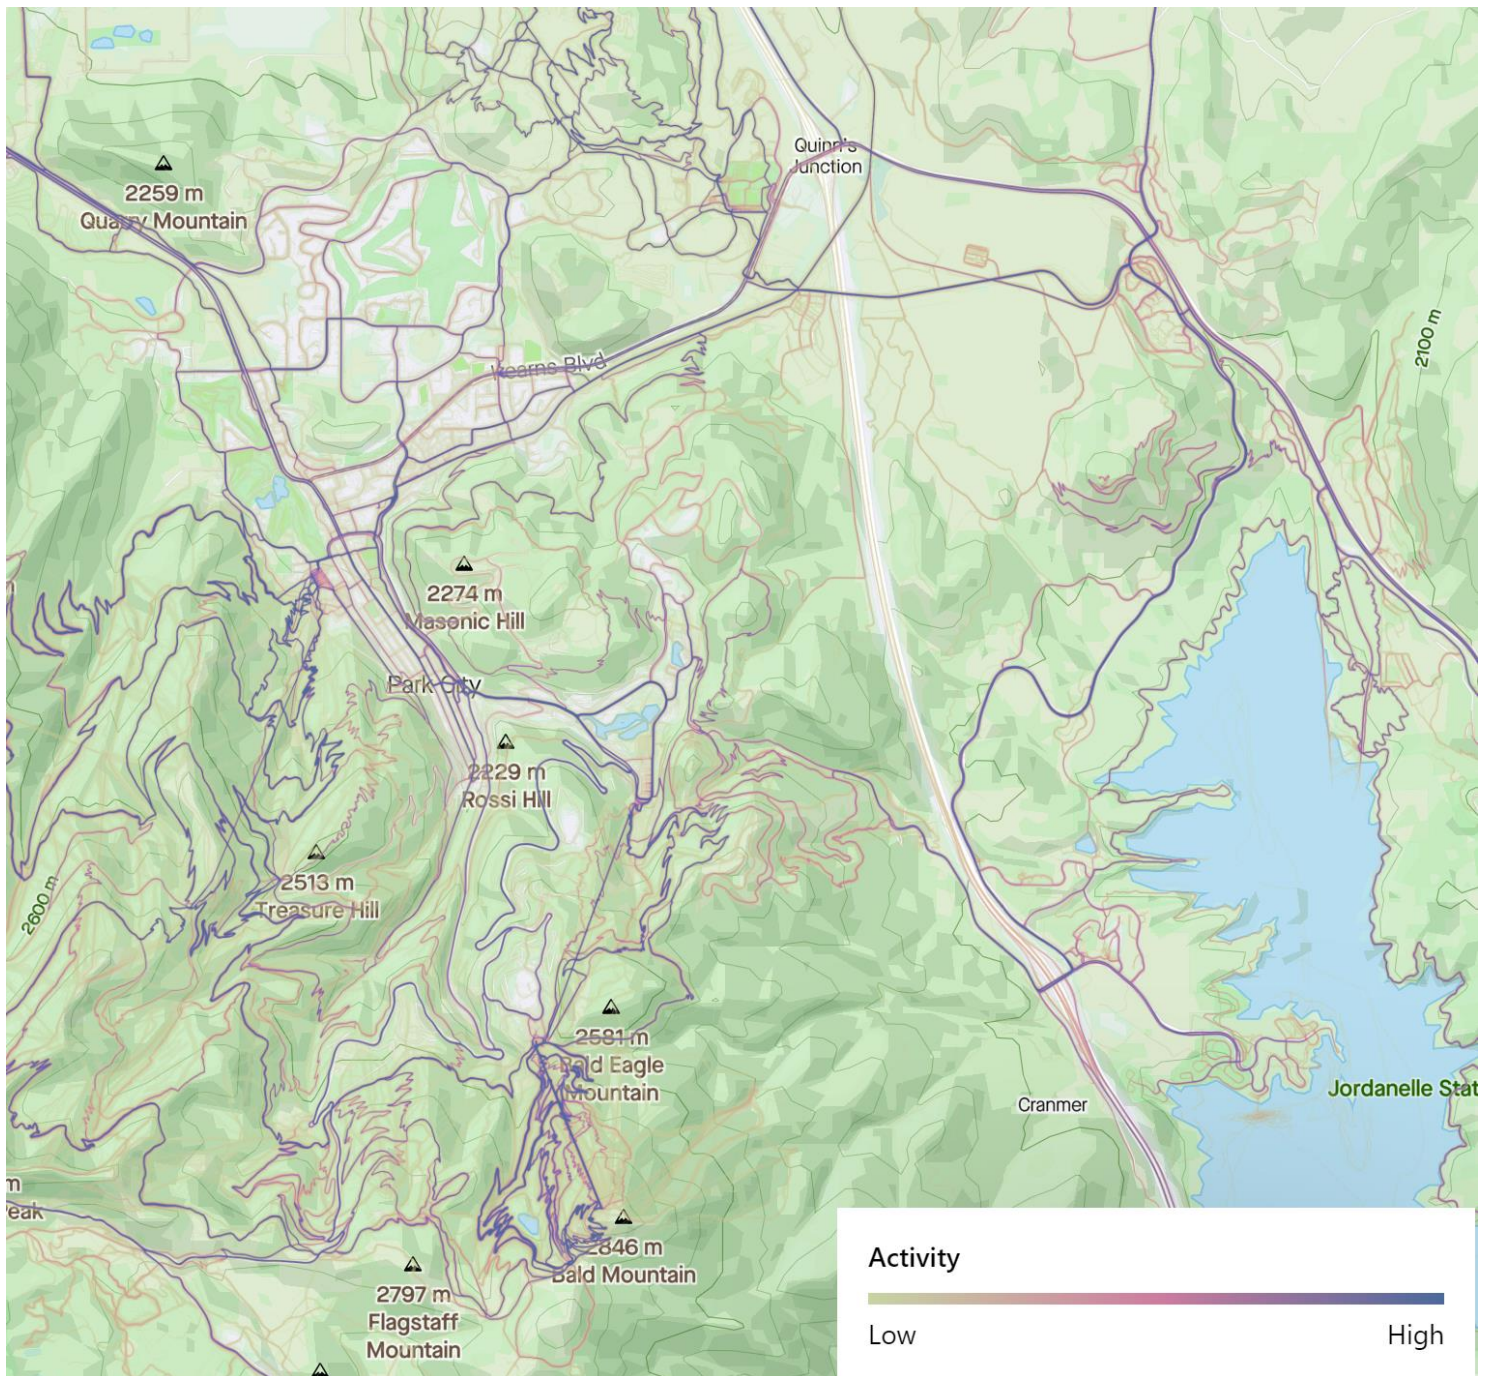 Quinn's
Junction
2259 m
Quarry Mountain
2100 m
Kearns Blvd
2274 m
Masonic Hill
Park City
2229 m
Rossi Hill
2513 m
Treasure Hill
2600 m
2581 m
Bald Eagle
Mountain
Cranmer
Jordanelle Stat
m
eak
2846 m
Bald Mountain
2797 m
Flagstaff
Mountain
Activity
Low
High